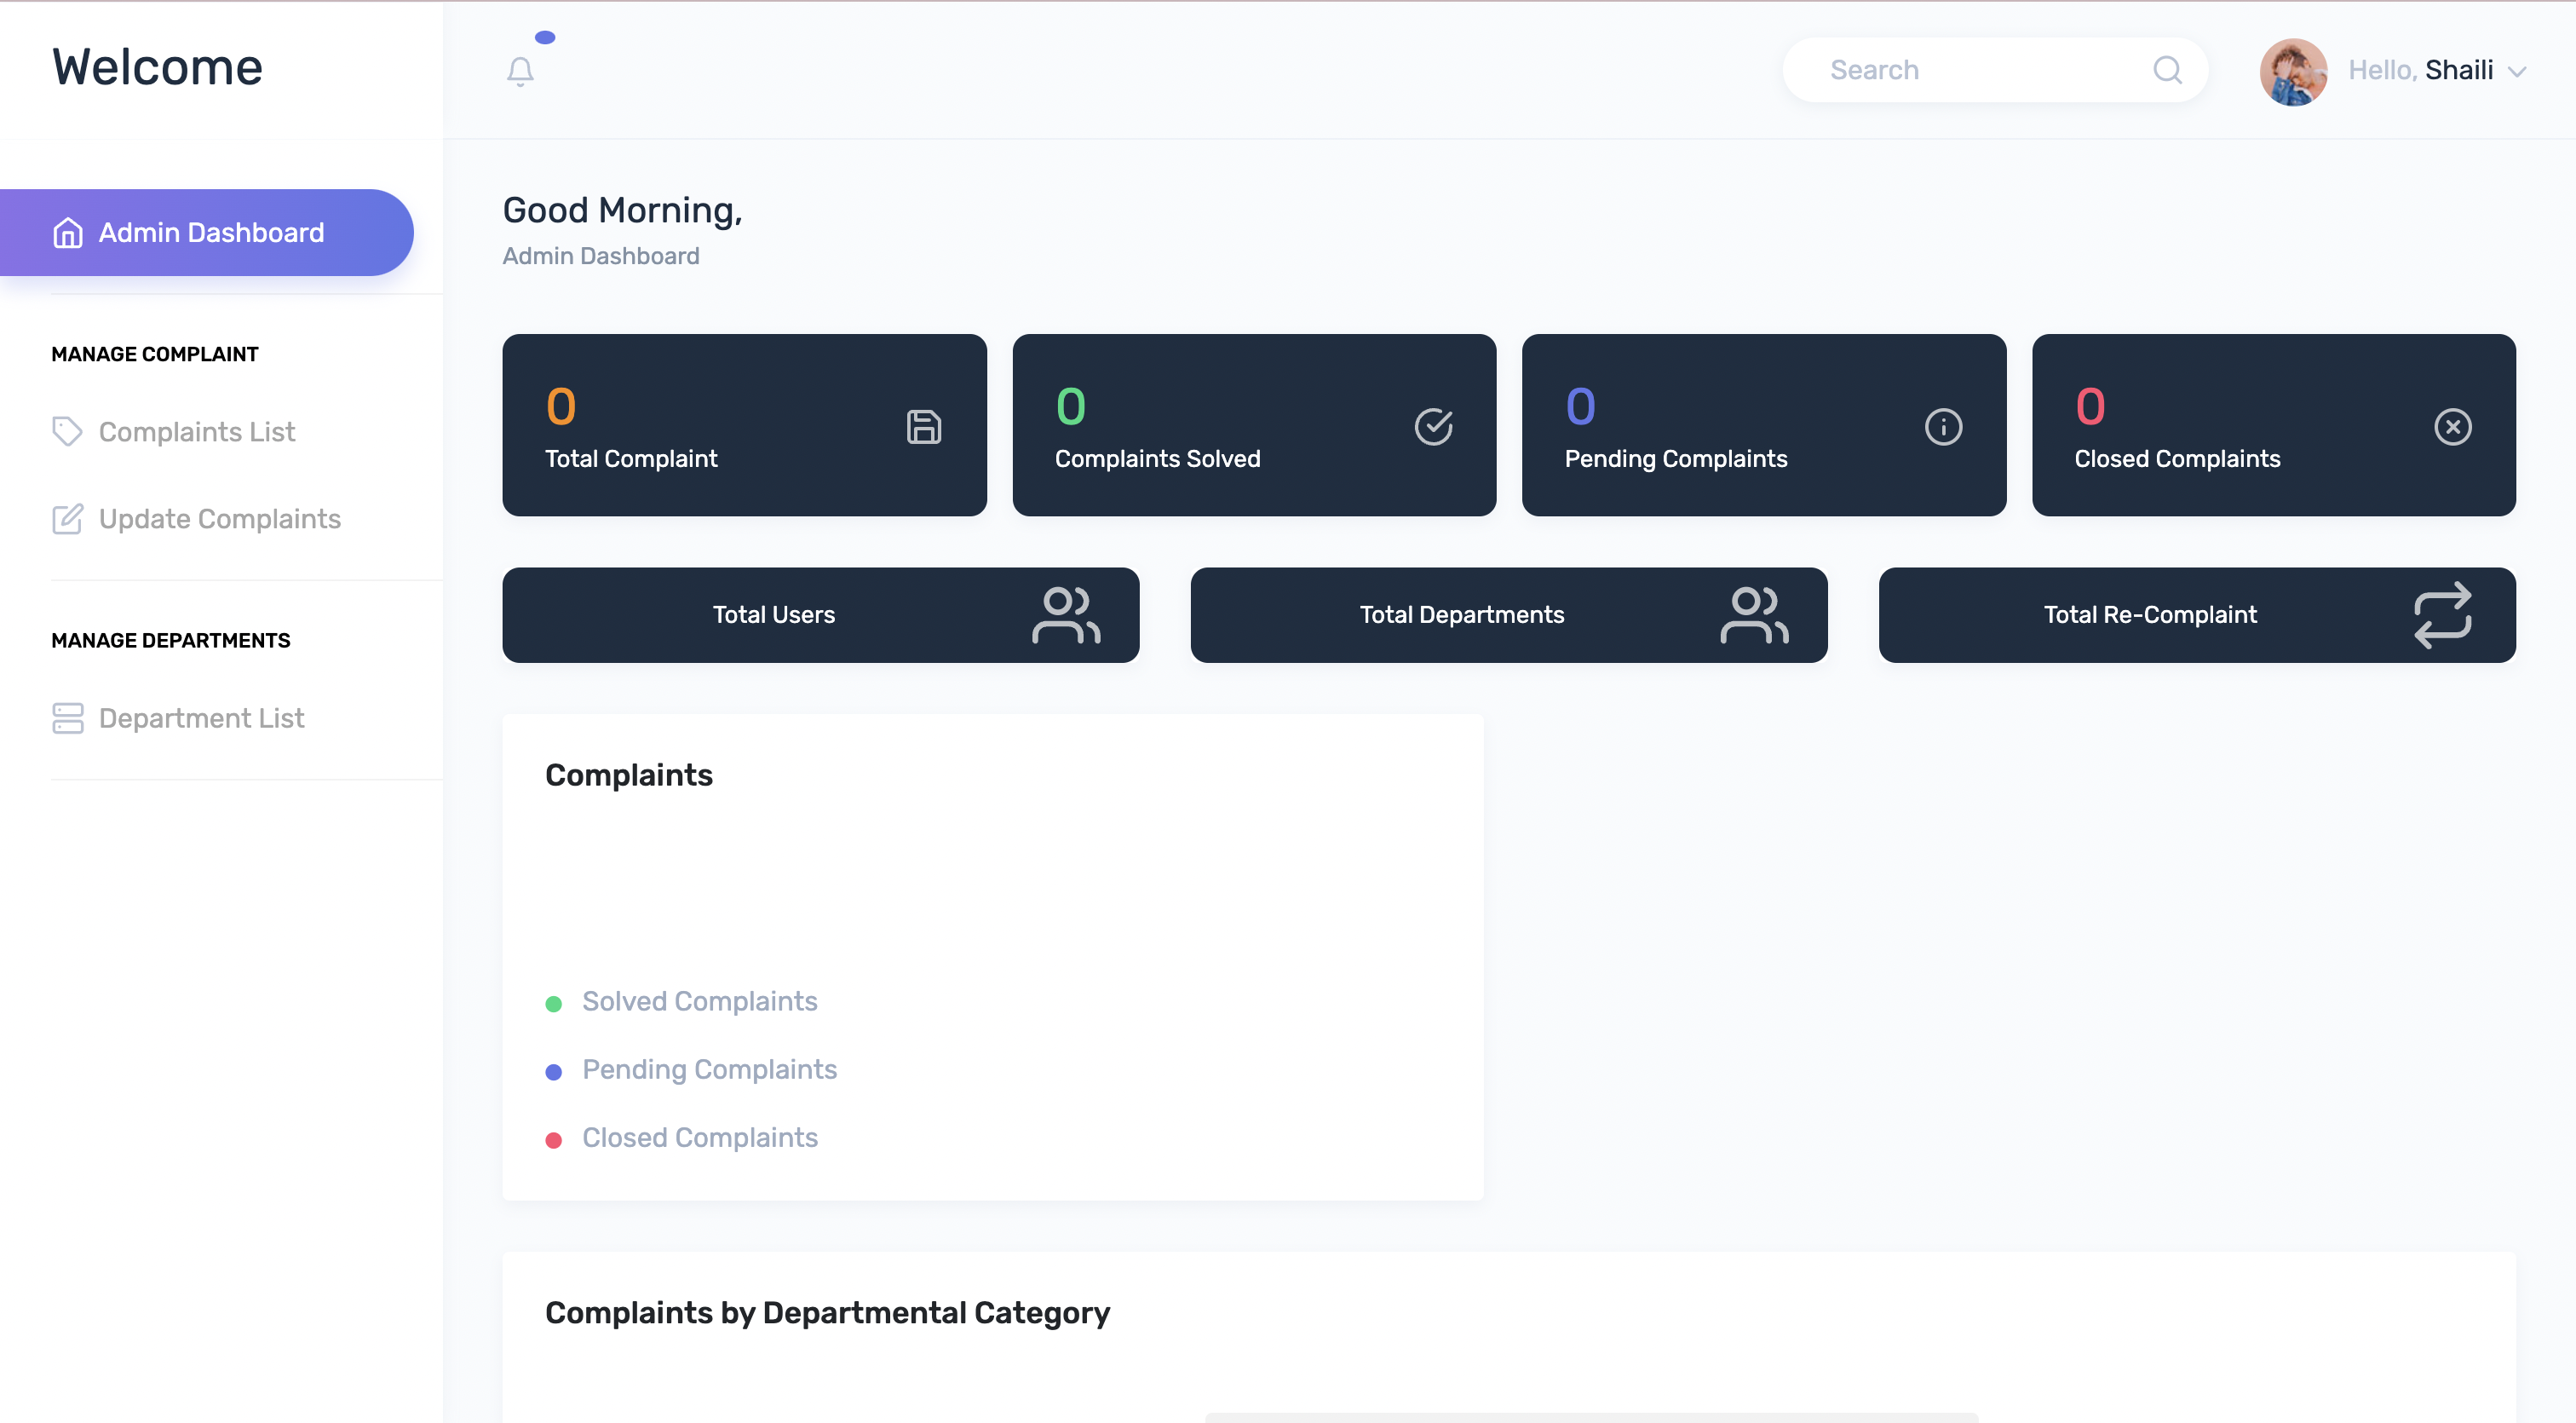 Welcome
Search
Hello, Shaili
Admin Dashboard
MANAGE COMPLAINT
Complaints List
Update Complaints
MANAGE DEPARTMENTS
Department List
Good Morning,
Admin Dashboard
0
Total Complaint
0
Complaints Solved
0
Pending Complaints
0
Closed Complaints
Total Users
Total Departments
Total Re-Complaint
Complaints
Solved Complaints
Pending Complaints
Closed Complaints
Complaints by Departmental Category